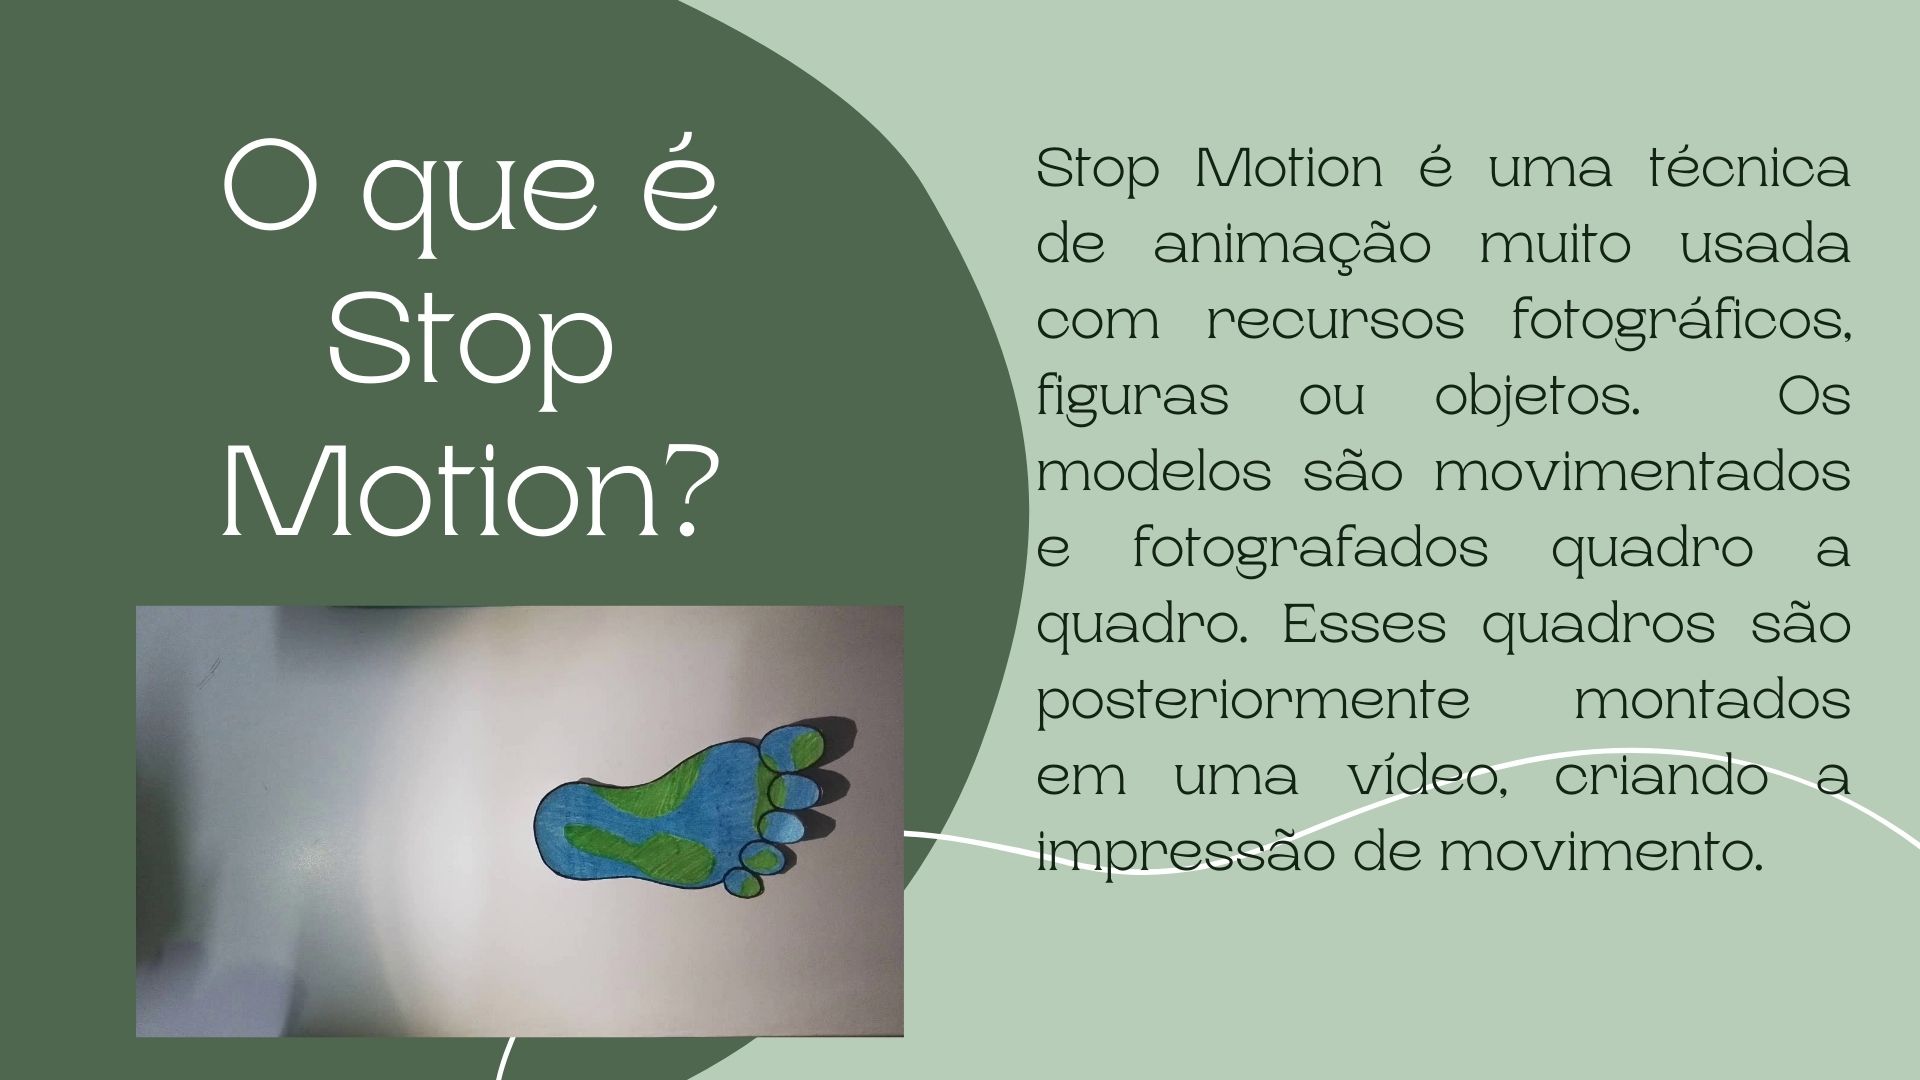 O que é
Stop
Motion?
Stop Motion é uma técnica
de animação muito usada
com recursos fotográficos,
figuras ou objetos. Os
modelos são movimentados
e fotografados quadro a
quadro. Esses quadros são
posteriormente montados
em uma vídeo, criando a
impressão de movimento.